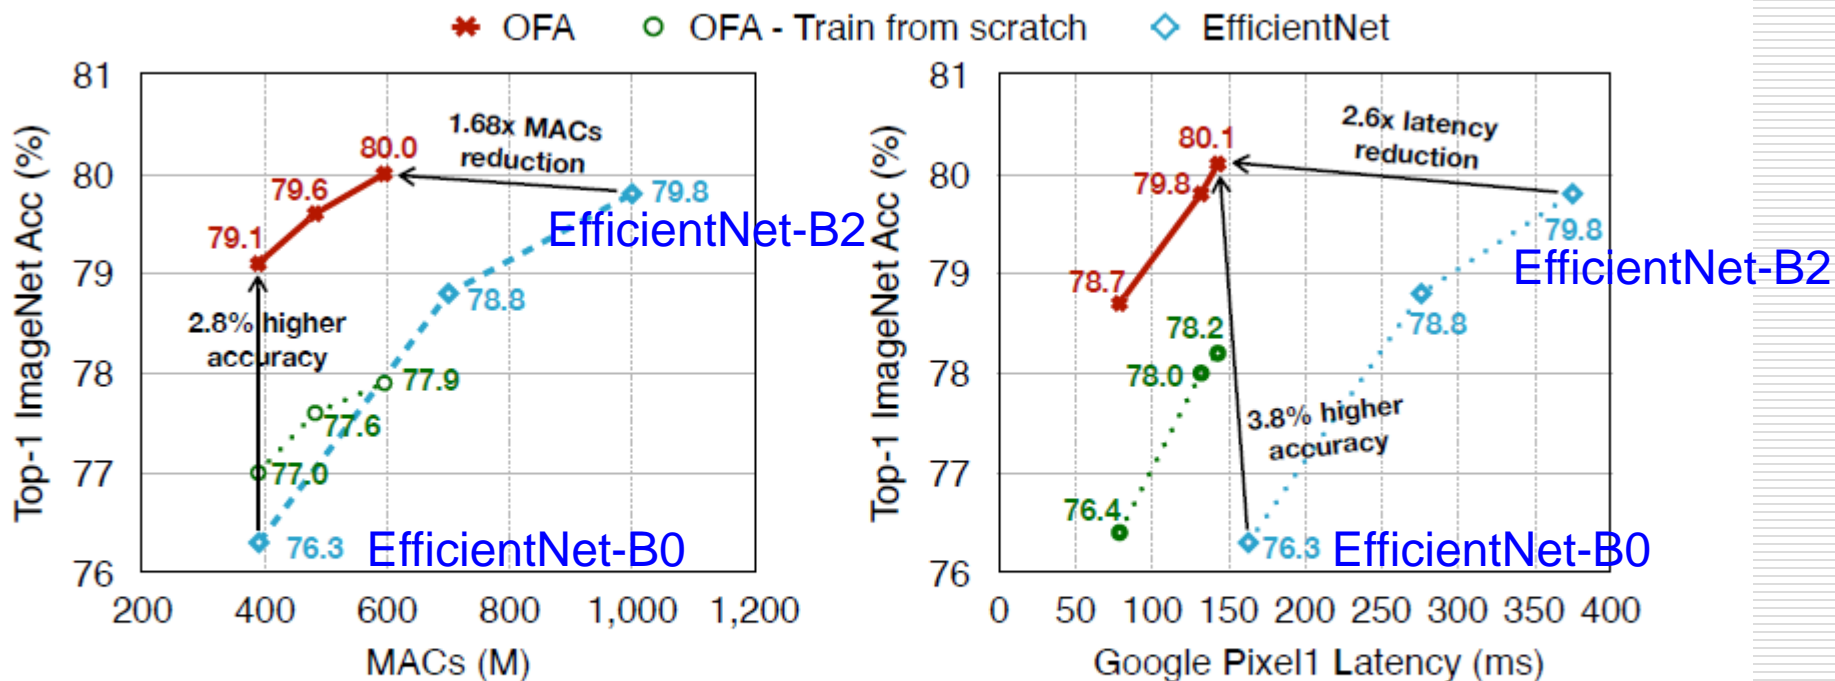 OFA OFA - Train from scratch EfficientNet
Top-1 ImageNet Acc (%)
81
80
79
78
77
76
1.68x MACs
reduction
80.0
79.6
79.1
79.8
EfficientNet-B2
78.8
2.8% higher
accuracy
77.9
77.6
77.0
76.3
EfficientNet-B0
200 400 600 800 1,000 1,200
MACs (M)
Top-1 ImageNet Acc (%)
81
80
79
78
77
76
2.6x latency
reduction
80.1
79.8
78.7
79.8
EfficientNet-B2
78.8
78.2
78.0
3.8% higher
accuracy
76.4
76.3
EfficientNet-B0
0 50 100 150 200 250 300 350 400
Google Pixel1 Latency (ms)